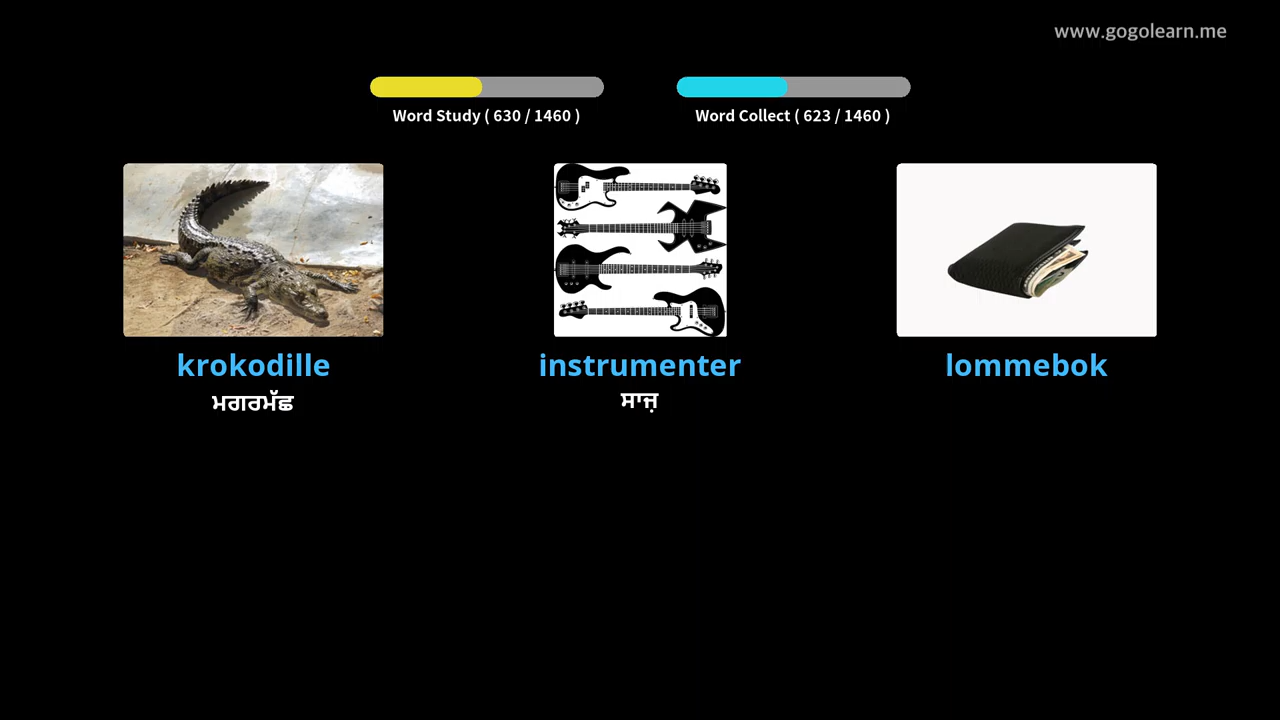 www.gogolearn.me
Word Study ( 630 / 1460 )
Word Collect ( 623 / 1460 )
krokodille
instrumenter
lommebok
ਮਗਰਮੱਛ
ਸਾਜ਼